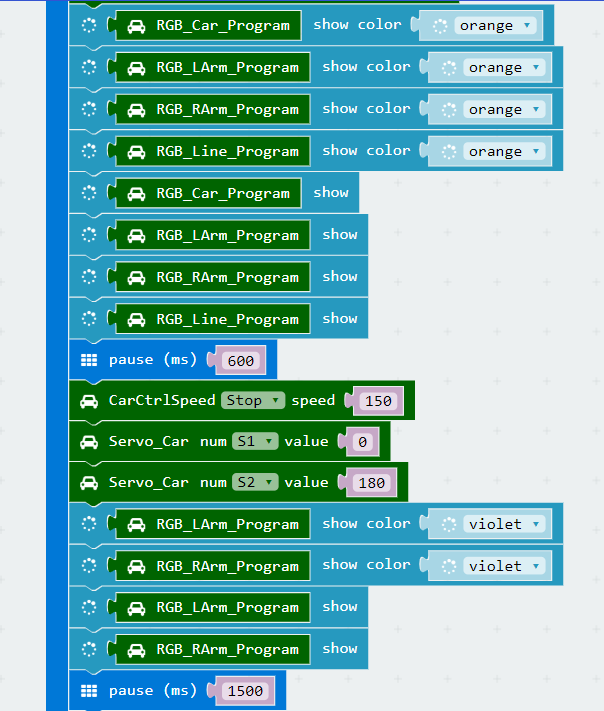 RGB_Car_Program show color orange
RGB_LArm_Program show color orange
RGB_RArm_Program show color orange
RGB_Line_Program show color orange
RGB_Car_Program show
RGB_LArm_Program show
RGB_RArm_Program show
RGB_Line_Program show
pause (ms) 600
CarCtrlSpeed Stop speed 150
Servo_Car num S1 value 0
Servo_Car num S2 value 180
RGB_LArm_Program show color violet
RGB_RArm_Program show color violet
RGB_LArm_Program show
RGB_RArm_Program show
pause (ms) 1500